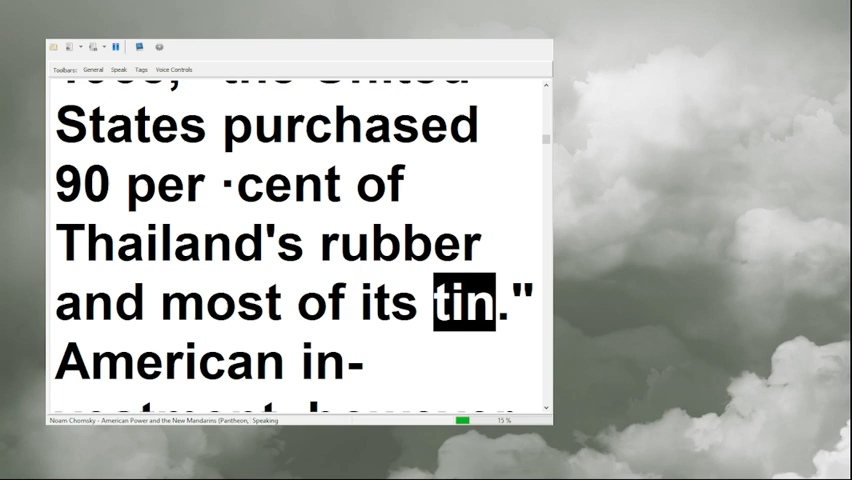 Toolbars: General Speak Tags Voice Controls
States purchased
90 per ·cent of
Thailand's rubber
and most of its tin."
American in-
Noam Chomsky - American Power and the New Mandarins (Pantheon, Speaking 15 %